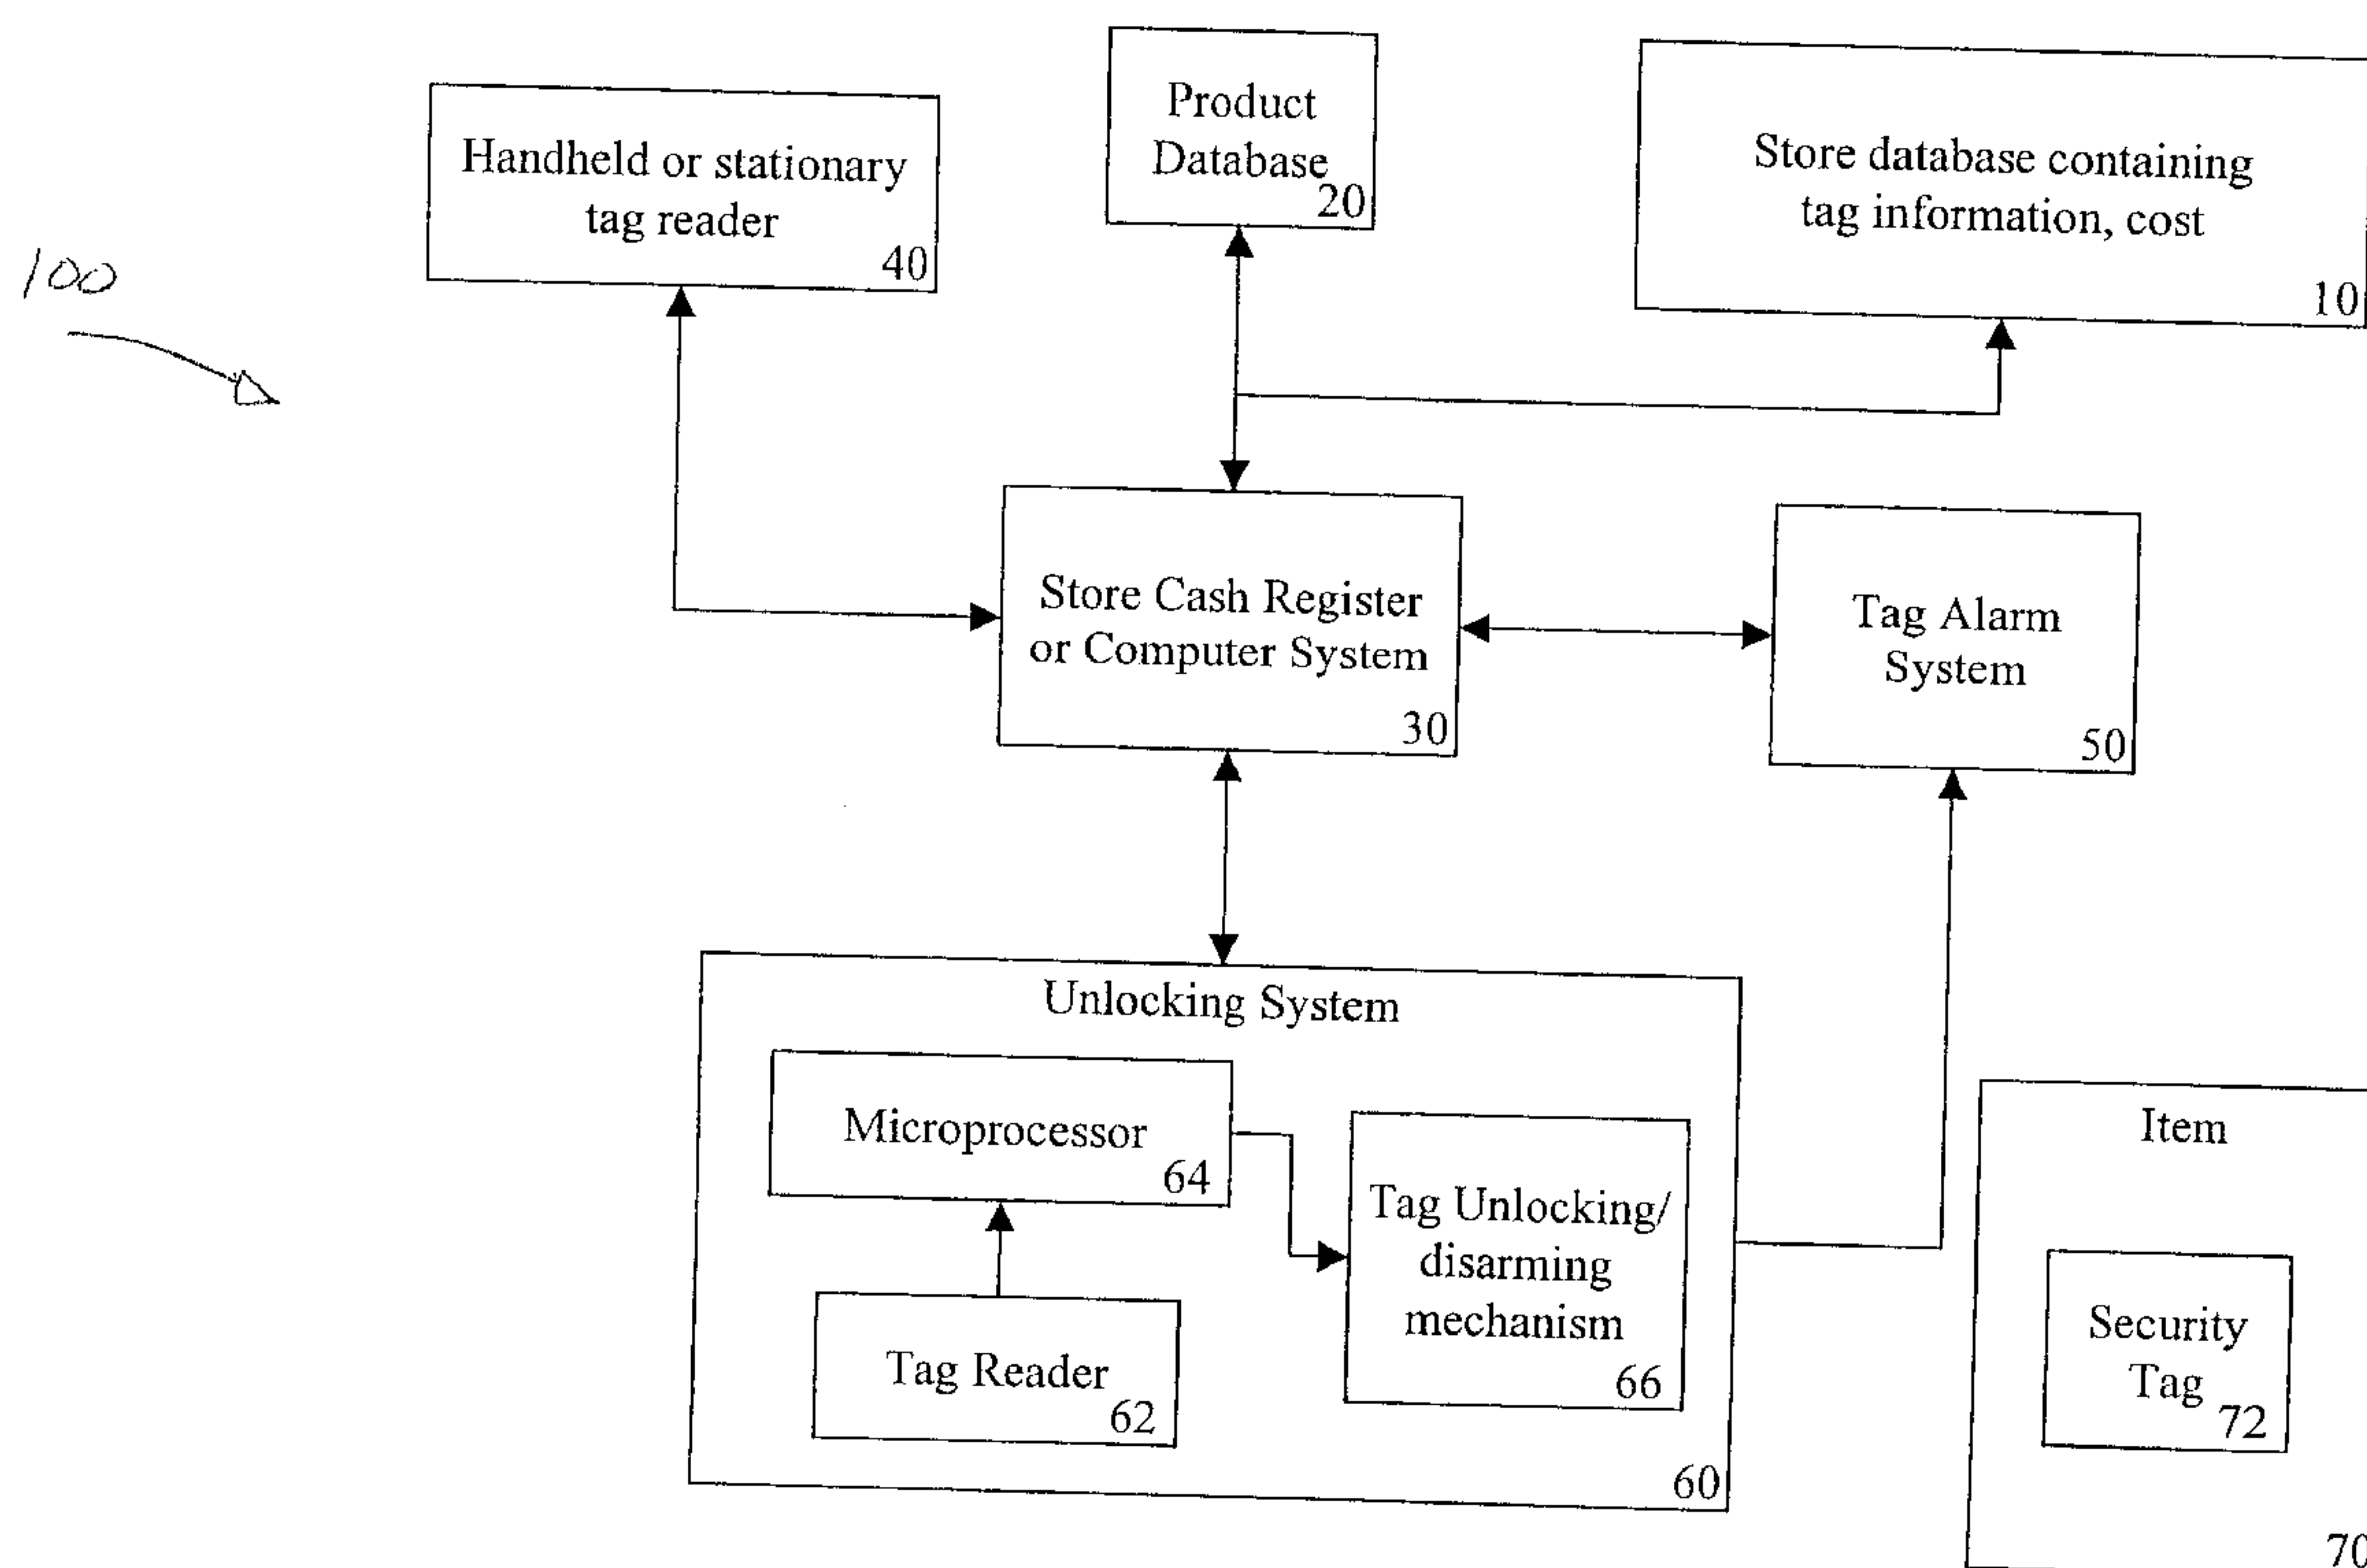 Product
Database
20
Store database containing
tag information, cost
10
Handheld or stationary
tag reader
40
100
Store Cash Register
or Computer System
30
Tag Alarm
System
50
Unlocking System
Microprocessor
64
Tag Unlocking/
disarming
mechanism
66
Tag Reader
62
60
Item
Security
Tag
72
70